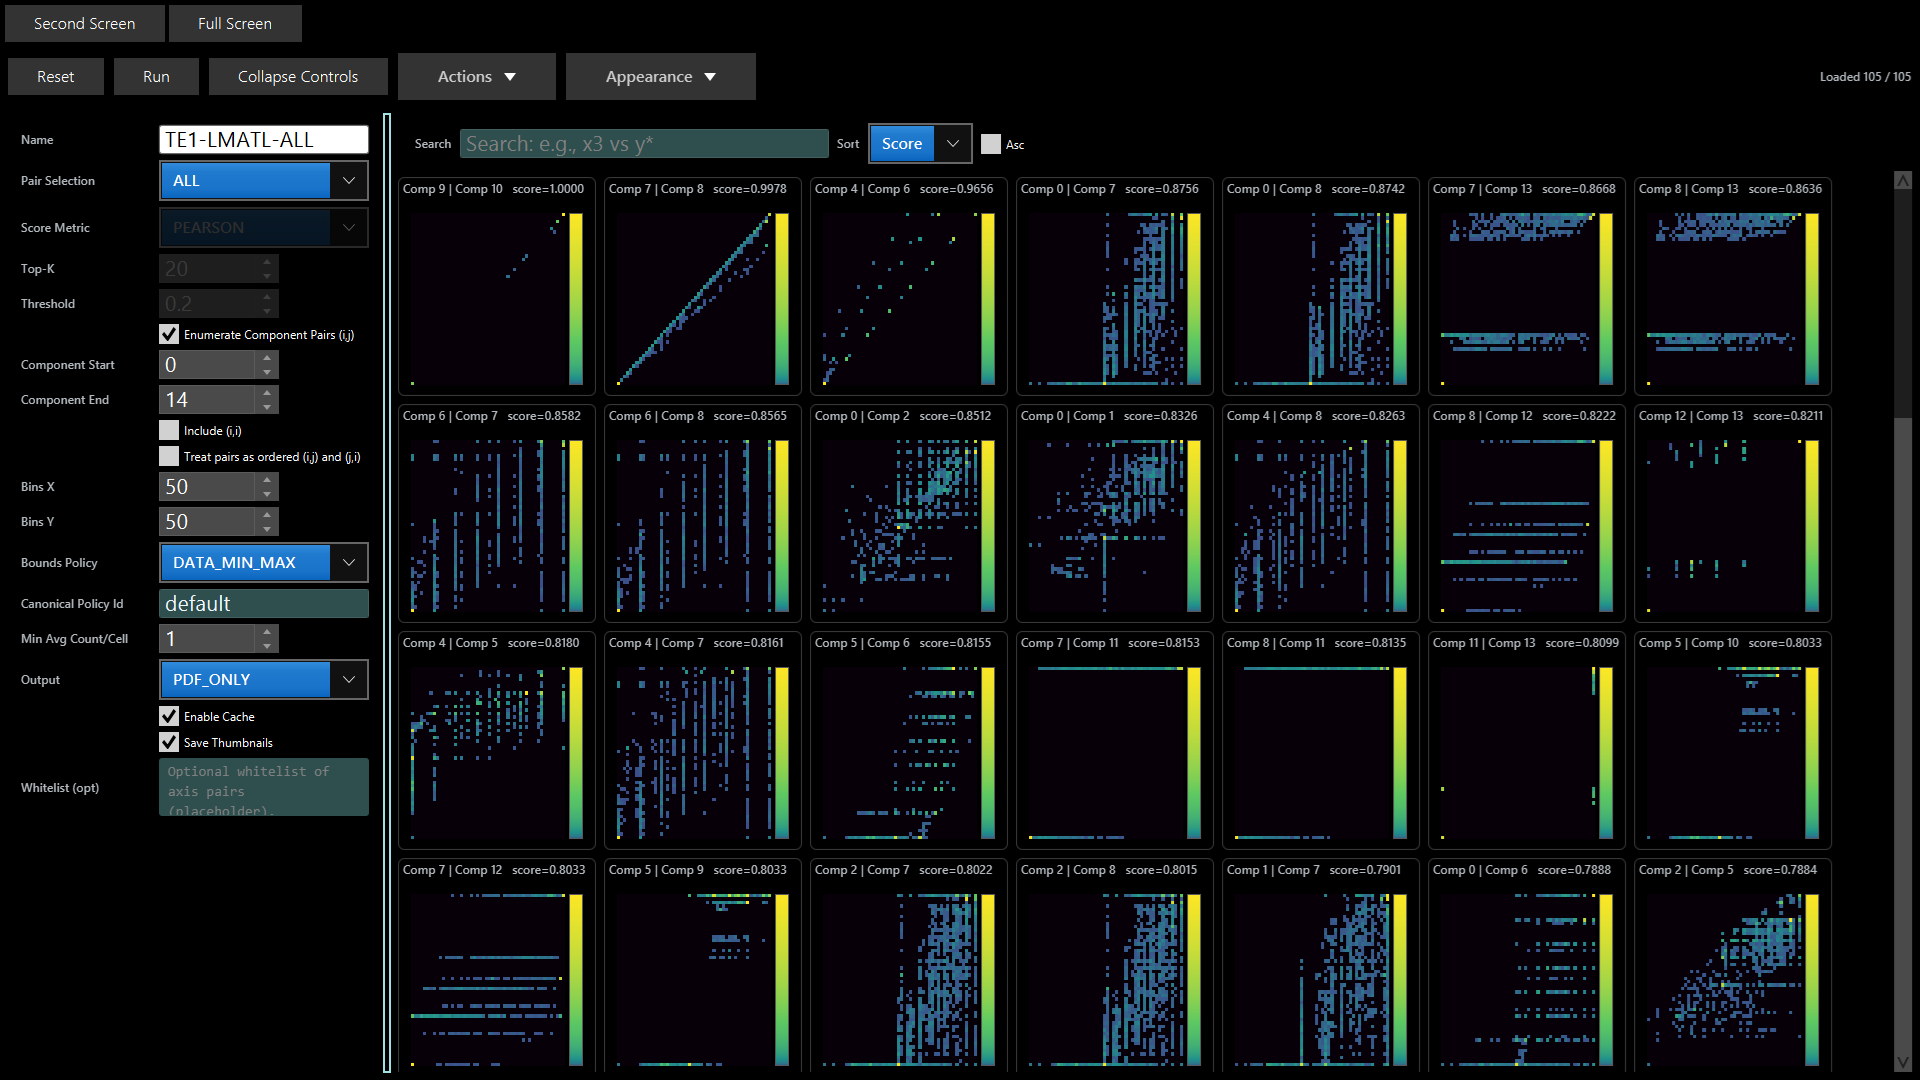 Second Screen
Full Screen
Reset
Run
Collapse Controls
Actions
Appearance
Loaded 105 / 105
Name
TE1-LMATL-ALL
Pair Selection
ALL
Score Metric
PEARSON
Top-K
20
Threshold
0.2
Enumerate Component Pairs (i,j)
Component Start
0
Component End
14
Include (i,i)
Treat pairs as ordered (i,j) and (j,i)
Bins X
50
Bins Y
50
Bounds Policy
DATA_MIN_MAX
Canonical Policy Id
default
Min Avg Count/Cell
1
Output
PDF_ONLY
Enable Cache
Save Thumbnails
Whitelist (opt)
Optional whitelist of
axis pairs
(placeholder).
Search
Search: e.g., x3 vs y*
Sort
Score
Asc
Comp 9 | Comp 10 score=1.0000
Comp 7 | Comp 8 score=0.9978
Comp 4 | Comp 6 score=0.9656
Comp 0 | Comp 7 score=0.8756
Comp 0 | Comp 8 score=0.8742
Comp 7 | Comp 13 score=0.8668
Comp 8 | Comp 13 score=0.8636
Comp 6 | Comp 7 score=0.8582
Comp 6 | Comp 8 score=0.8565
Comp 0 | Comp 2 score=0.8512
Comp 0 | Comp 1 score=0.8326
Comp 4 | Comp 8 score=0.8263
Comp 8 | Comp 12 score=0.8222
Comp 12 | Comp 13 score=0.8211
Comp 4 | Comp 5 score=0.8180
Comp 4 | Comp 7 score=0.8161
Comp 5 | Comp 6 score=0.8155
Comp 7 | Comp 11 score=0.8153
Comp 8 | Comp 11 score=0.8135
Comp 11 | Comp 13 score=0.8099
Comp 5 | Comp 10 score=0.8033
Comp 7 | Comp 12 score=0.8033
Comp 5 | Comp 9 score=0.8033
Comp 2 | Comp 7 score=0.8022
Comp 2 | Comp 8 score=0.8015
Comp 1 | Comp 7 score=0.7901
Comp 0 | Comp 6 score=0.7888
Comp 2 | Comp 5 score=0.7884